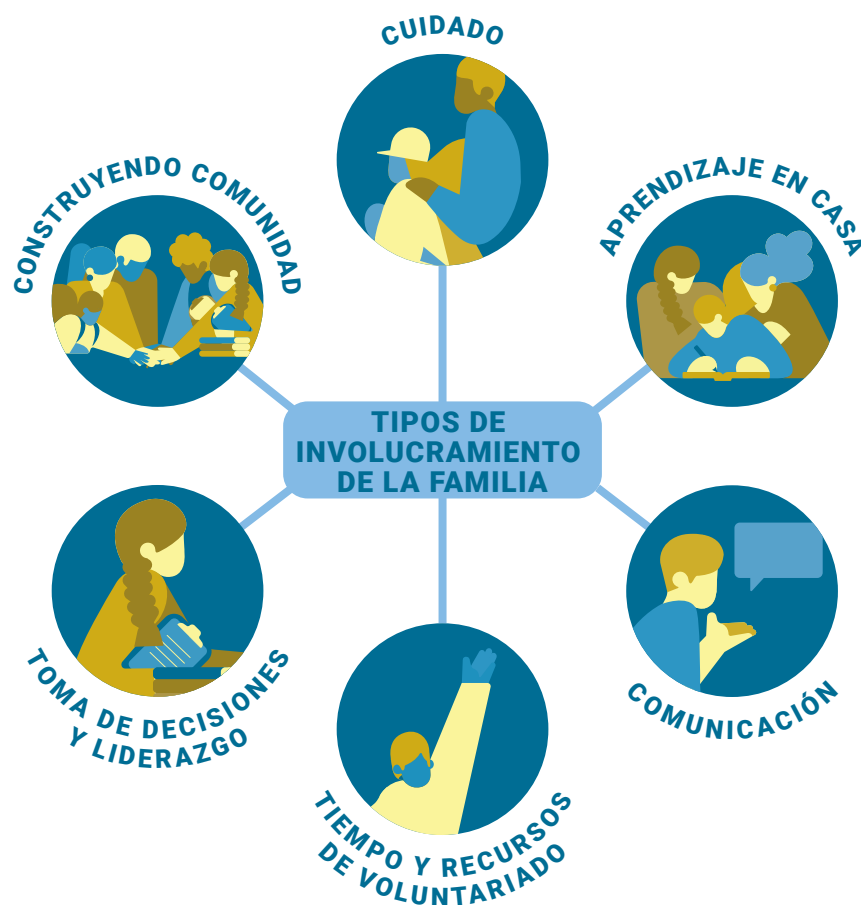 CUIDADO
CONSTRUYENDO COMUNIDAD
APRENDIZAJE EN CASA
TIPOS DE
INVOLUCRAMIENTO
DE LA FAMILIA
TOMA DE DECISIONES
Y LIDERAZGO
COMUNICACIÓN
TIEMPO Y RECURSOS
DE VOLUNTARIADO